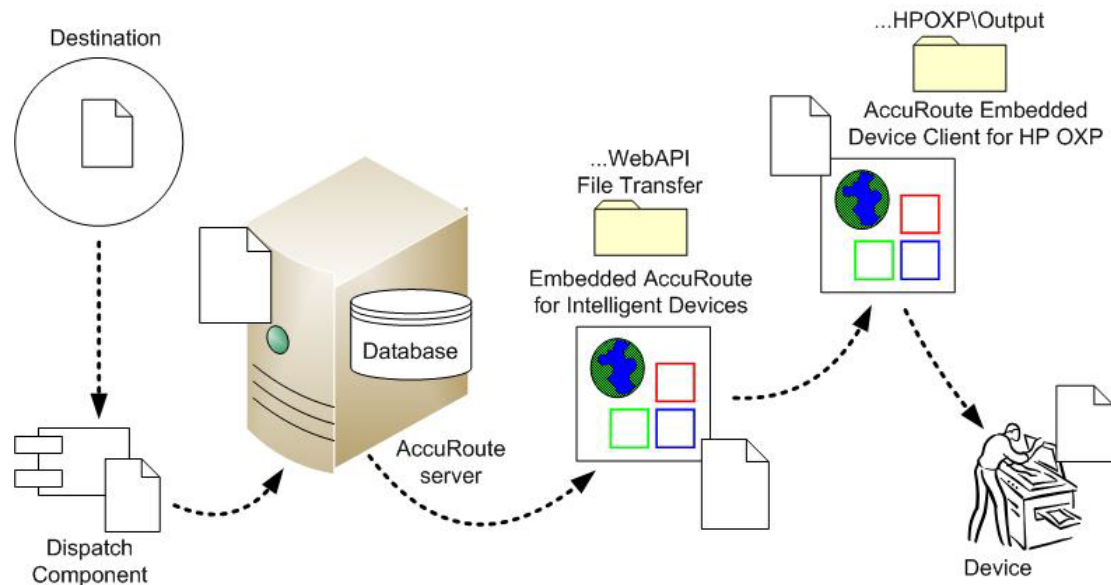 Destination
Dispatch
Component
Database
AccuRoute
server
...WebAPI
File Transfer
Embedded AccuRoute
for Intelligent Devices
...HPOXP\Output
AccuRoute Embedded
Device Client for HP OXP
Device